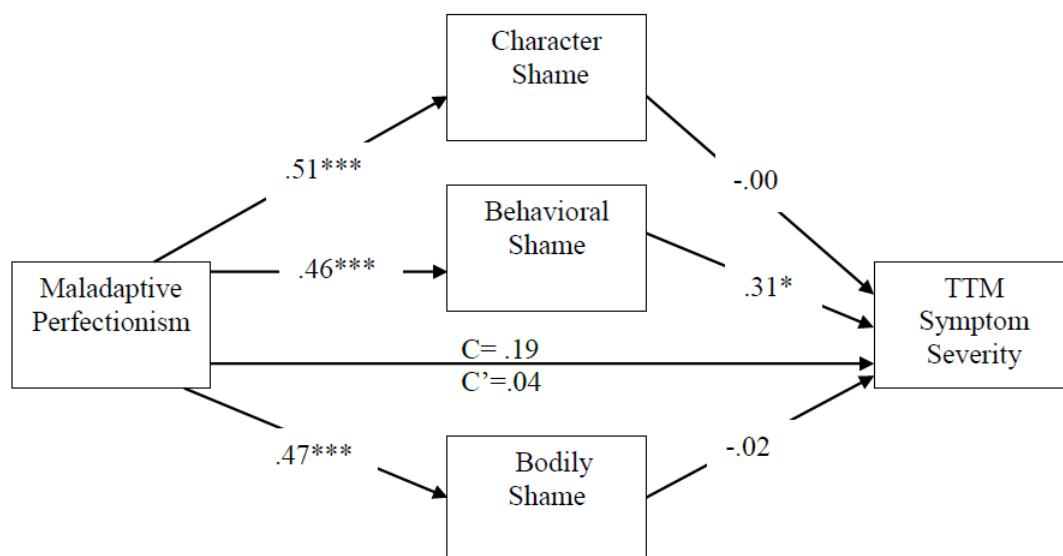 Character
Shame
.51***
-.00
Behavioral
Shame
.46***
.31*
Maladaptive
Perfectionism
TTM
Symptom
Severity
C= .19
C’=.04
.47***
-.02
Bodily
Shame